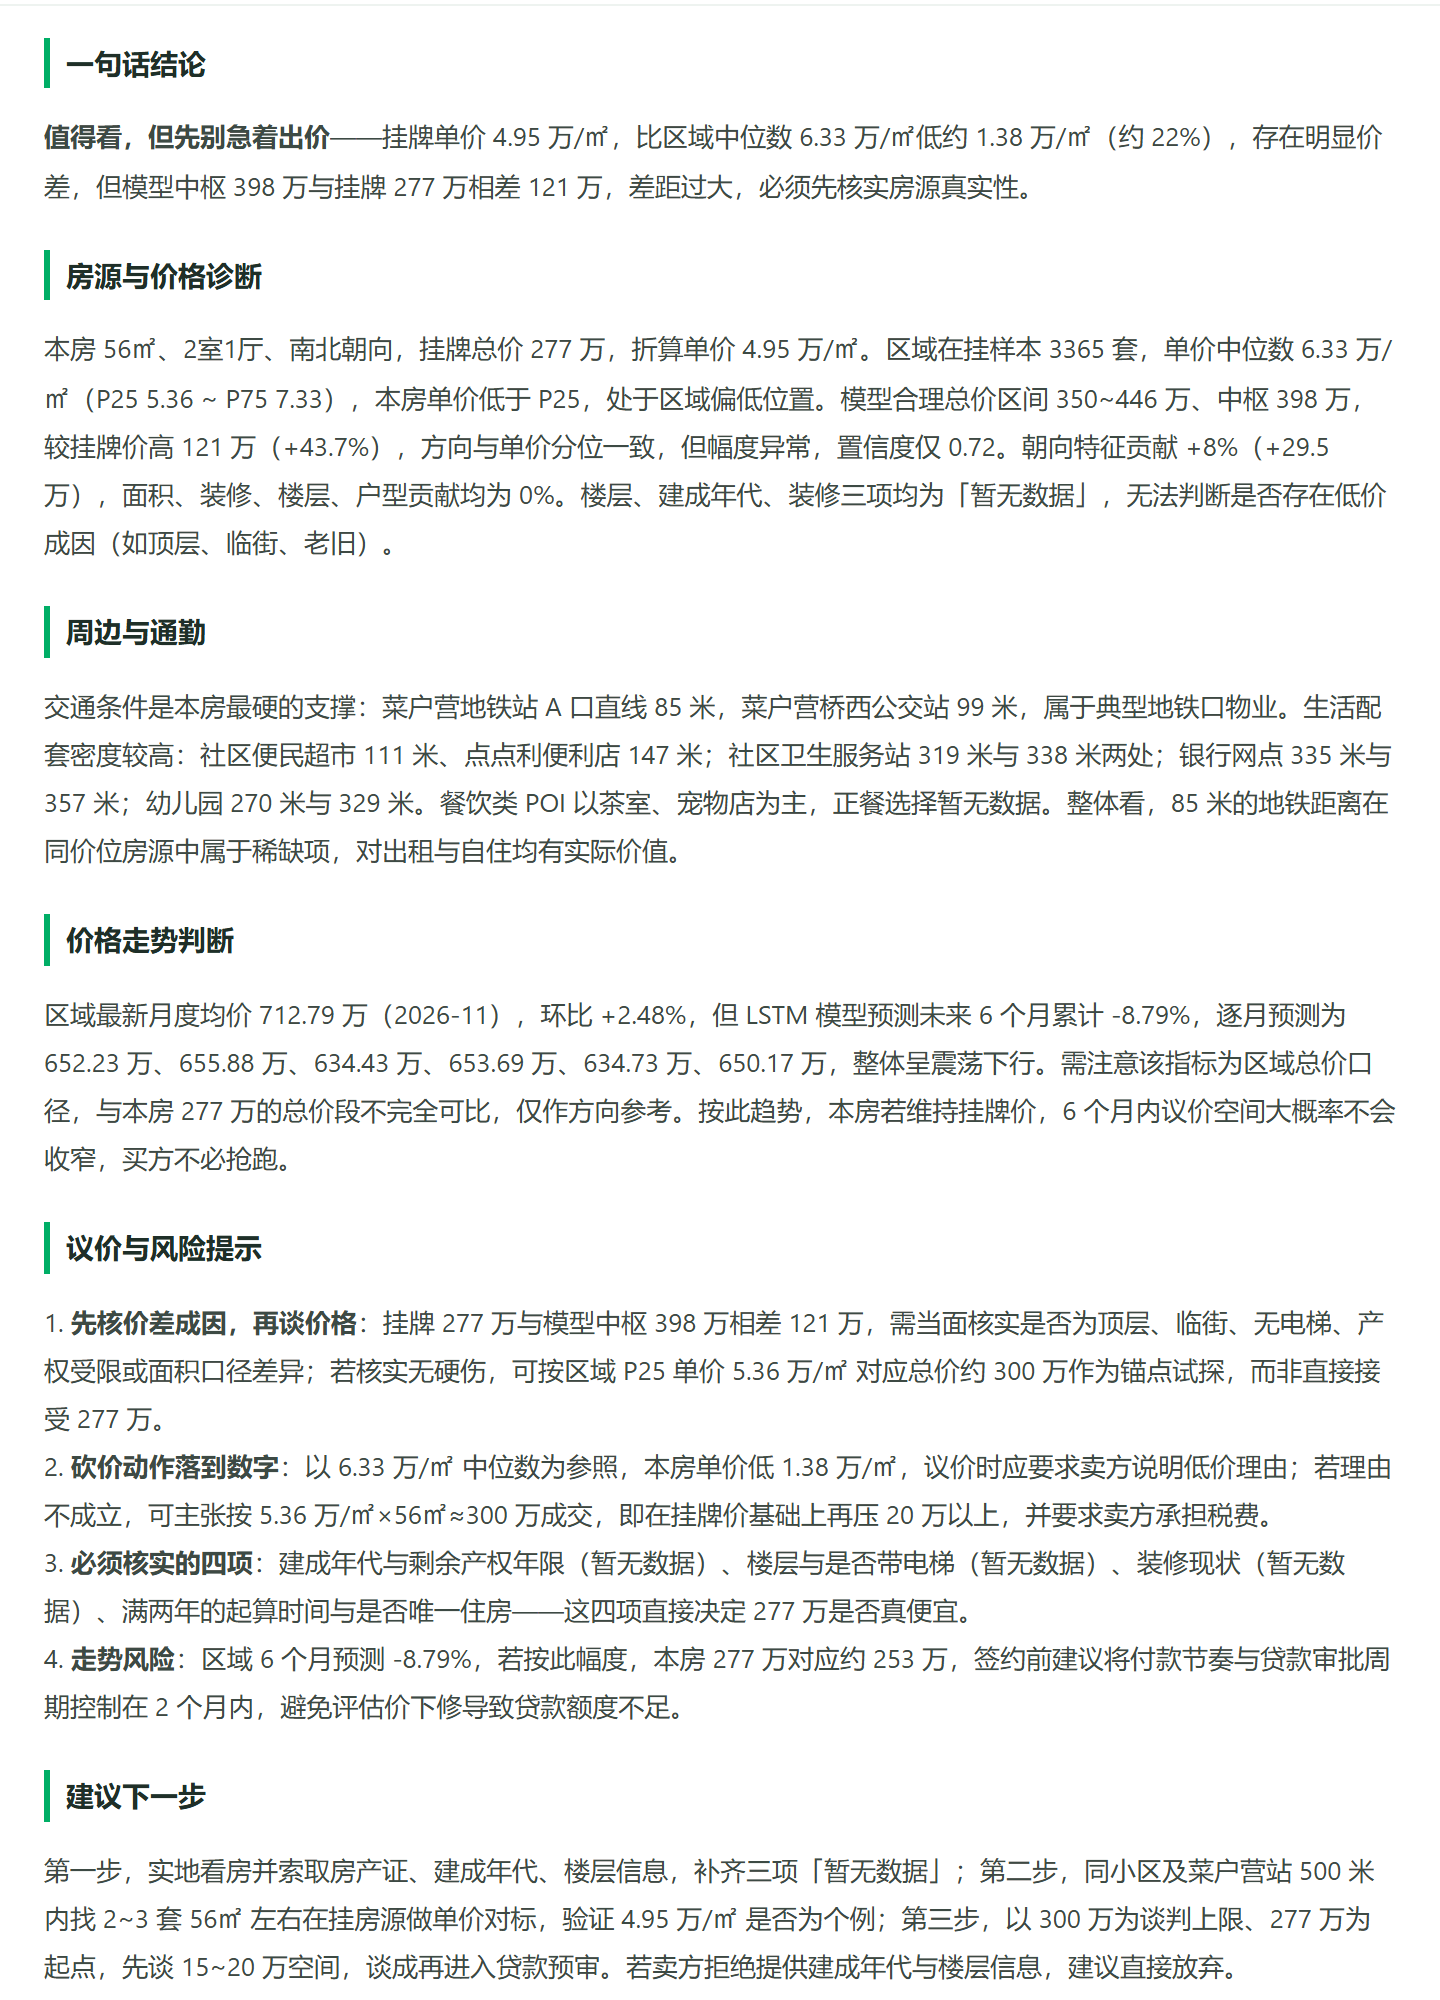 一句话结论
值得看，但先别急着出价——挂牌单价 4.95 万/㎡，比区域中位数 6.33 万/㎡低约 1.38 万/㎡（约 22%），存在明显价
差，但模型中枢 398 万与挂牌 277 万相差 121 万，差距过大，必须先核实房源真实性。
房源与价格诊断
本房 56㎡、2室1厅、南北朝向，挂牌总价 277 万，折算单价 4.95 万/㎡。区域在挂样本 3365 套，单价中位数 6.33 万/
㎡（P25 5.36 ~ P75 7.33），本房单价低于 P25，处于区域偏低位置。模型合理总价区间 350~446 万、中枢 398 万，
较挂牌价高 121 万（+43.7%），方向与单价分位一致，但幅度异常，置信度仅 0.72。朝向特征贡献 +8%（+29.5
万），面积、装修、楼层、户型贡献均为 0%。楼层、建成年代、装修三项均为「暂无数据」，无法判断是否存在低价
成因（如顶层、临街、老旧）。
周边与通勤
交通条件是本房最硬的支撑：菜户营地铁站 A 口直线 85 米，菜户营桥西公交站 99 米，属于典型地铁口物业。生活配
套密度较高：社区便民超市 111 米、点点利便利店 147 米；社区卫生服务站 319 米与 338 米两处；银行网点 335 米与
357 米；幼儿园 270 米与 329 米。餐饮类 POI 以茶室、宠物店为主，正餐选择暂无数据。整体看，85 米的地铁距离在
同价位房源中属于稀缺项，对出租与自住均有实际价值。
价格走势判断
区域最新月度均价 712.79 万（2026-11），环比 +2.48%，但 LSTM 模型预测未来 6 个月累计 -8.79%，逐月预测为
652.23 万、655.88 万、634.43 万、653.69 万、634.73 万、650.17 万，整体呈震荡下行。需注意该指标为区域总价口
径，与本房 277 万的总价段不完全可比，仅作方向参考。按此趋势，本房若维持挂牌价，6 个月内议价空间大概率不会
收窄，买方不必抢跑。
议价与风险提示
1. 先核价差成因，再谈价格：挂牌 277 万与模型中枢 398 万相差 121 万，需当面核实是否为顶层、临街、无电梯、产
权受限或面积口径差异；若核实无硬伤，可按区域 P25 单价 5.36 万/㎡ 对应总价约 300 万作为锚点试探，而非直接接
受 277 万。
2. 砍价动作落到数字：以 6.33 万/㎡ 中位数为参照，本房单价低 1.38 万/㎡，议价时应要求卖方说明低价理由；若理由
不成立，可主张按 5.36 万/㎡×56㎡≈300 万成交，即在挂牌价基础上再压 20 万以上，并要求卖方承担税费。
3. 必须核实的四项：建成年代与剩余产权年限（暂无数据）、楼层与是否带电梯（暂无数据）、装修现状（暂无数
据）、满两年的起算时间与是否唯一住房——这四项直接决定 277 万是否真便宜。
4. 走势风险：区域 6 个月预测 -8.79%，若按此幅度，本房 277 万对应约 253 万，签约前建议将付款节奏与贷款审批周
期控制在 2 个月内，避免评估价下修导致贷款额度不足。
建议下一步
第一步，实地看房并索取房产证、建成年代、楼层信息，补齐三项「暂无数据」；第二步，同小区及菜户营站 500 米
内找 2~3 套 56㎡ 左右在挂房源做单价对标，验证 4.95 万/㎡ 是否为个例；第三步，以 300 万为谈判上限、277 万为
起点，先谈 15~20 万空间，谈成再进入贷款预审。若卖方拒绝提供建成年代与楼层信息，建议直接放弃。